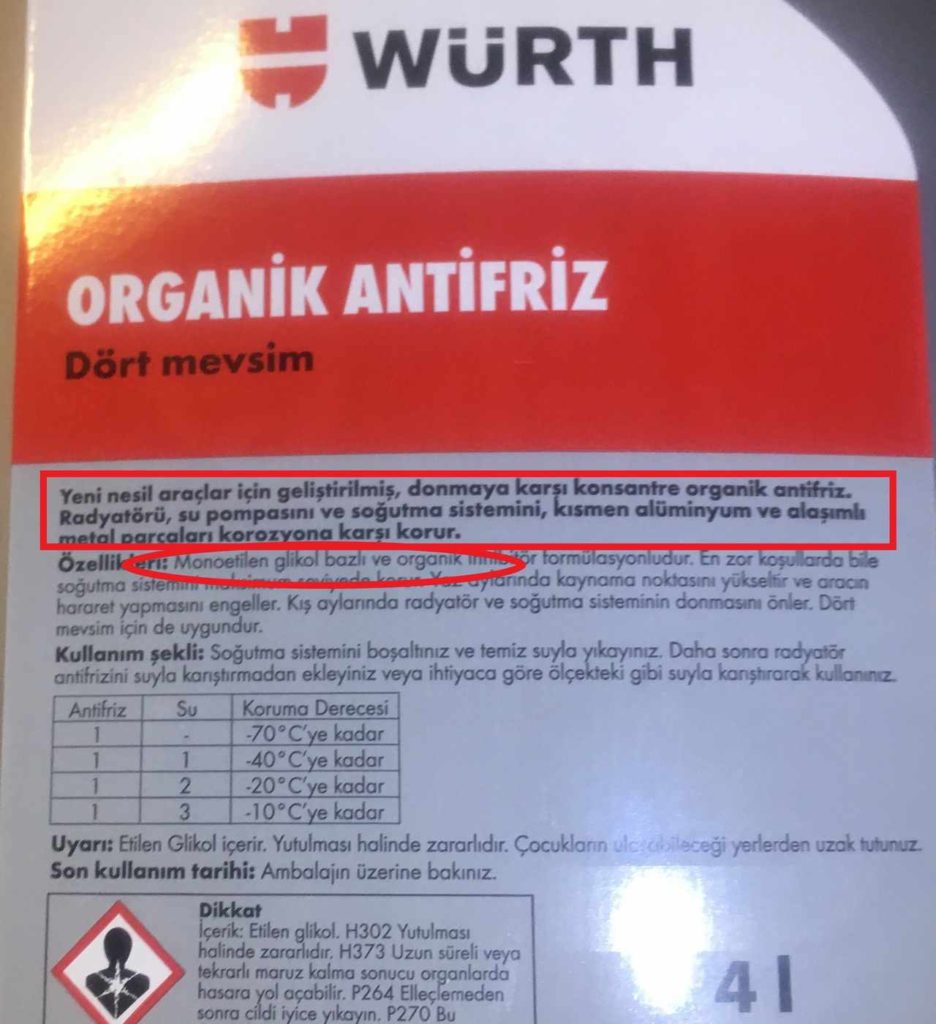 WÜRTH
ORGANİK ANTİFRİZ
Dört mevsim
Yeni nesil araçlar için geliştirilmiş, donmaya karşı konsantre organik antifriz.
Radyatörü, su pompasını ve soğutma sistemini, kısmen alüminyum ve alaşımlı
metal parçaları korozyona karşı korur.
Özellikleri: Monoetilen glikol bazlı ve organik inhibitör formülasyonludur. En zor koşullarda bile
soğutma sistemini maksimum seviyede korur. Yaz aylarında kaynama noktasını yükseltir ve aracın
hararet yapmasını engeller. Kış aylarında radyatör ve soğutma sisteminin donmasını önler. Dört
mevsim için de uygundur.
Kullanım şekli: Soğutma sistemini boşaltınız ve temiz suyla yıkayınız. Daha sonra radyatör
antifrizini suyla karıştırmadan ekleyiniz veya ihtiyaca göre ölçekteki gibi suyla karıştırarak kullanınız.
Antifriz Su Koruma Derecesi
1 - -70°C'ye kadar
1 1 -40°C'ye kadar
1 2 -20°C'ye kadar
1 3 -10°C'ye kadar
Uyarı: Etilen Glikol içerir. Yutulması halinde zararlıdır. Çocukların ulaşabileceği yerlerden uzak tutunuz.
Son kullanım tarihi: Ambalajın üzerine bakınız.
Dikkat
İçerik: Etilen glikol. H302 Yutulması
halinde zararlıdır. H373 Uzun süreli veya
tekrarlı maruz kalma sonucu organlarda
hasara yol açabilir. P264 Elleçlemeden
sonra cildi iyice yıkayın. P270 Bu
4 l